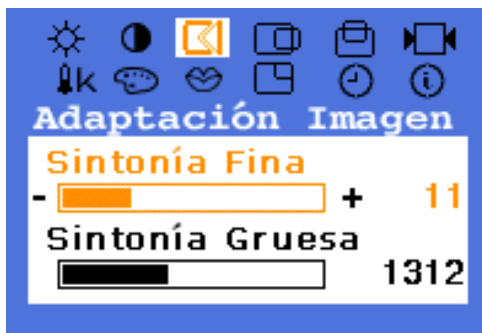 k
Adaptación Imagen
Sintonía Fina
- + 11
Sintonía Gruesa
1312